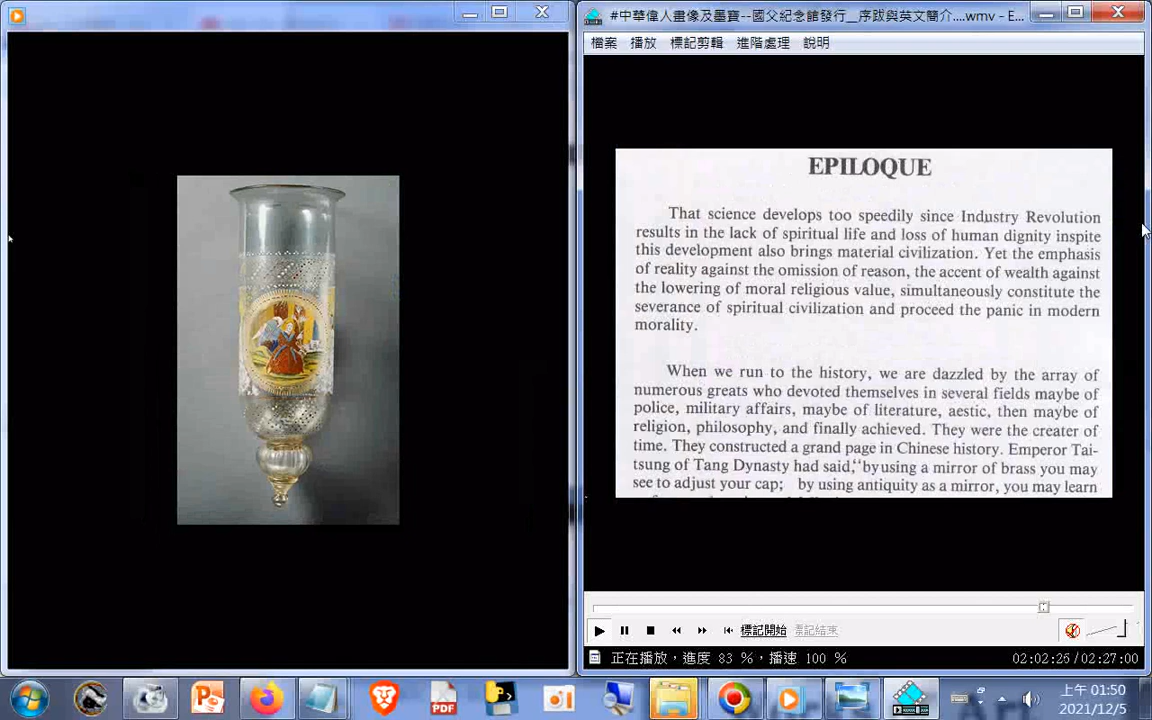 #中華偉人畫像及墨寶--國父紀念館發行__序跋與英文簡介....wmv - E...
檔案 播放 標記剪輯 進階處理 說明
EPILOQUE
That science develops too speedily since Industry Revolution
results in the lack of spiritual life and loss of human dignity inspite
this development also brings material civilization. Yet the emphasis
of reality against the omission of reason, the accent of wealth against
the lowering of moral religious value, simultaneously constitute the
severance of spiritual civilization and proceed the panic in modern
morality.
When we run to the history, we are dazzled by the array of
numerous greats who devoted themselves in several fields maybe of
police, military affairs, maybe of literature, aestic, then maybe of
religion, philosophy, and finally achieved. They were the creater of
time. They constructed a grand page in Chinese history. Emperor Tai-
tsung of Tang Dynasty had said,“by using a mirror of brass you may
see to adjust your cap; by using antiquity as a mirror, you may learn
標記開始 標記結束
正在播放，進度 83 %，播速 100 %
02:02:25 / 02:27:00
PDF
上午 01:50
2021/12/5